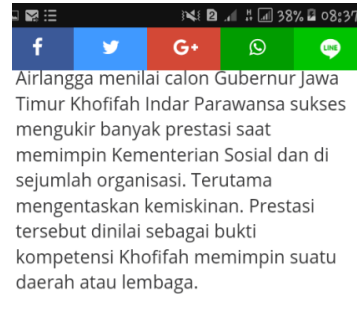 38% 08:37
f G+ LINE
Airlangga menilai calon Gubernur Jawa
Timur Khofifah Indar Parawansa sukses
mengukir banyak prestasi saat
memimpin Kementerian Sosial dan di
sejumlah organisasi. Terutama
mengentaskan kemiskinan. Prestasi
tersebut dinilai sebagai bukti
kompetensi Khofifah memimpin suatu
daerah atau lembaga.